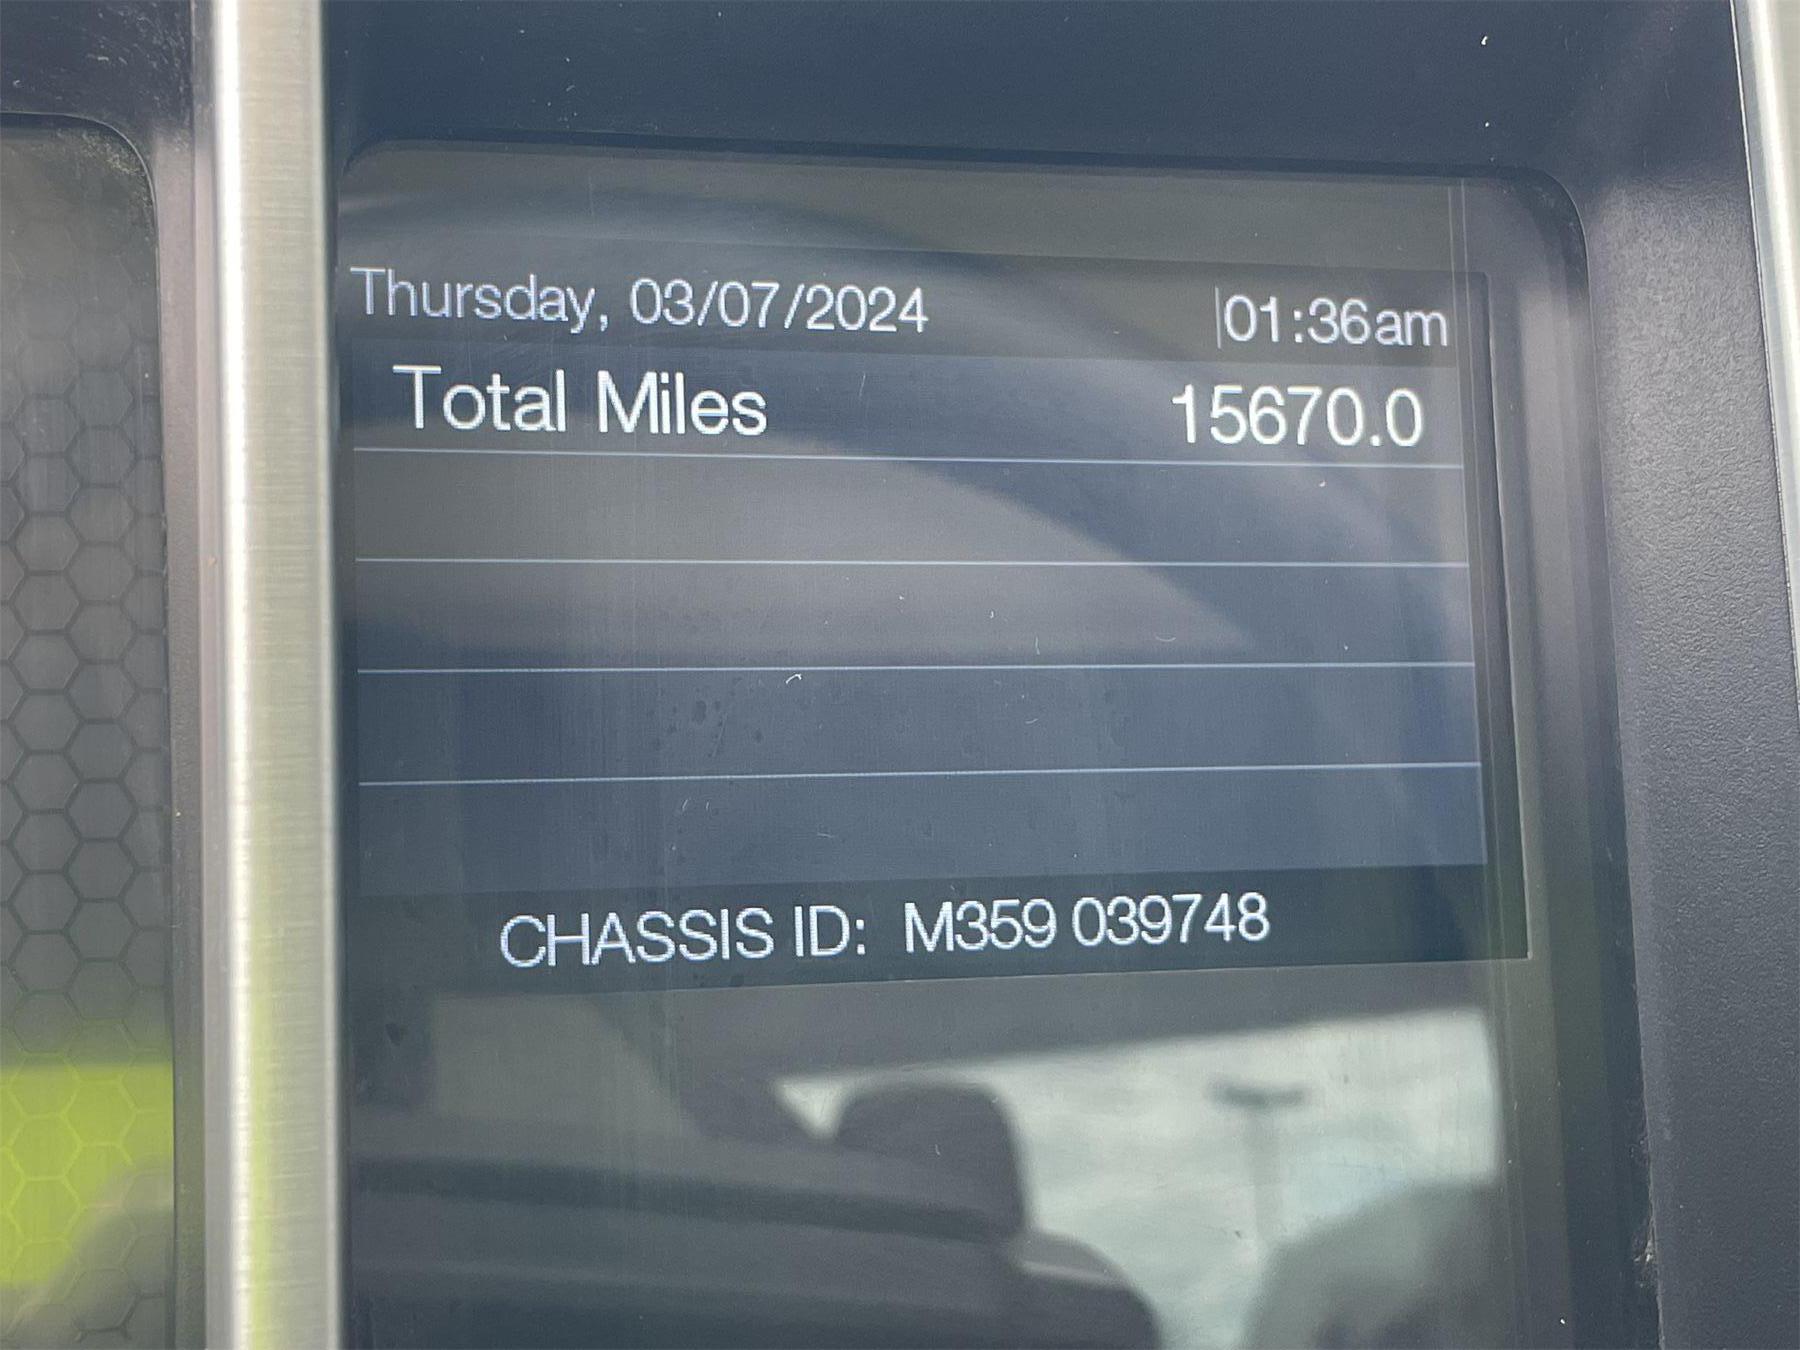 Thursday, 03/07/2024 01:36am
Total Miles 15670.0
CHASSIS ID: M359 039748